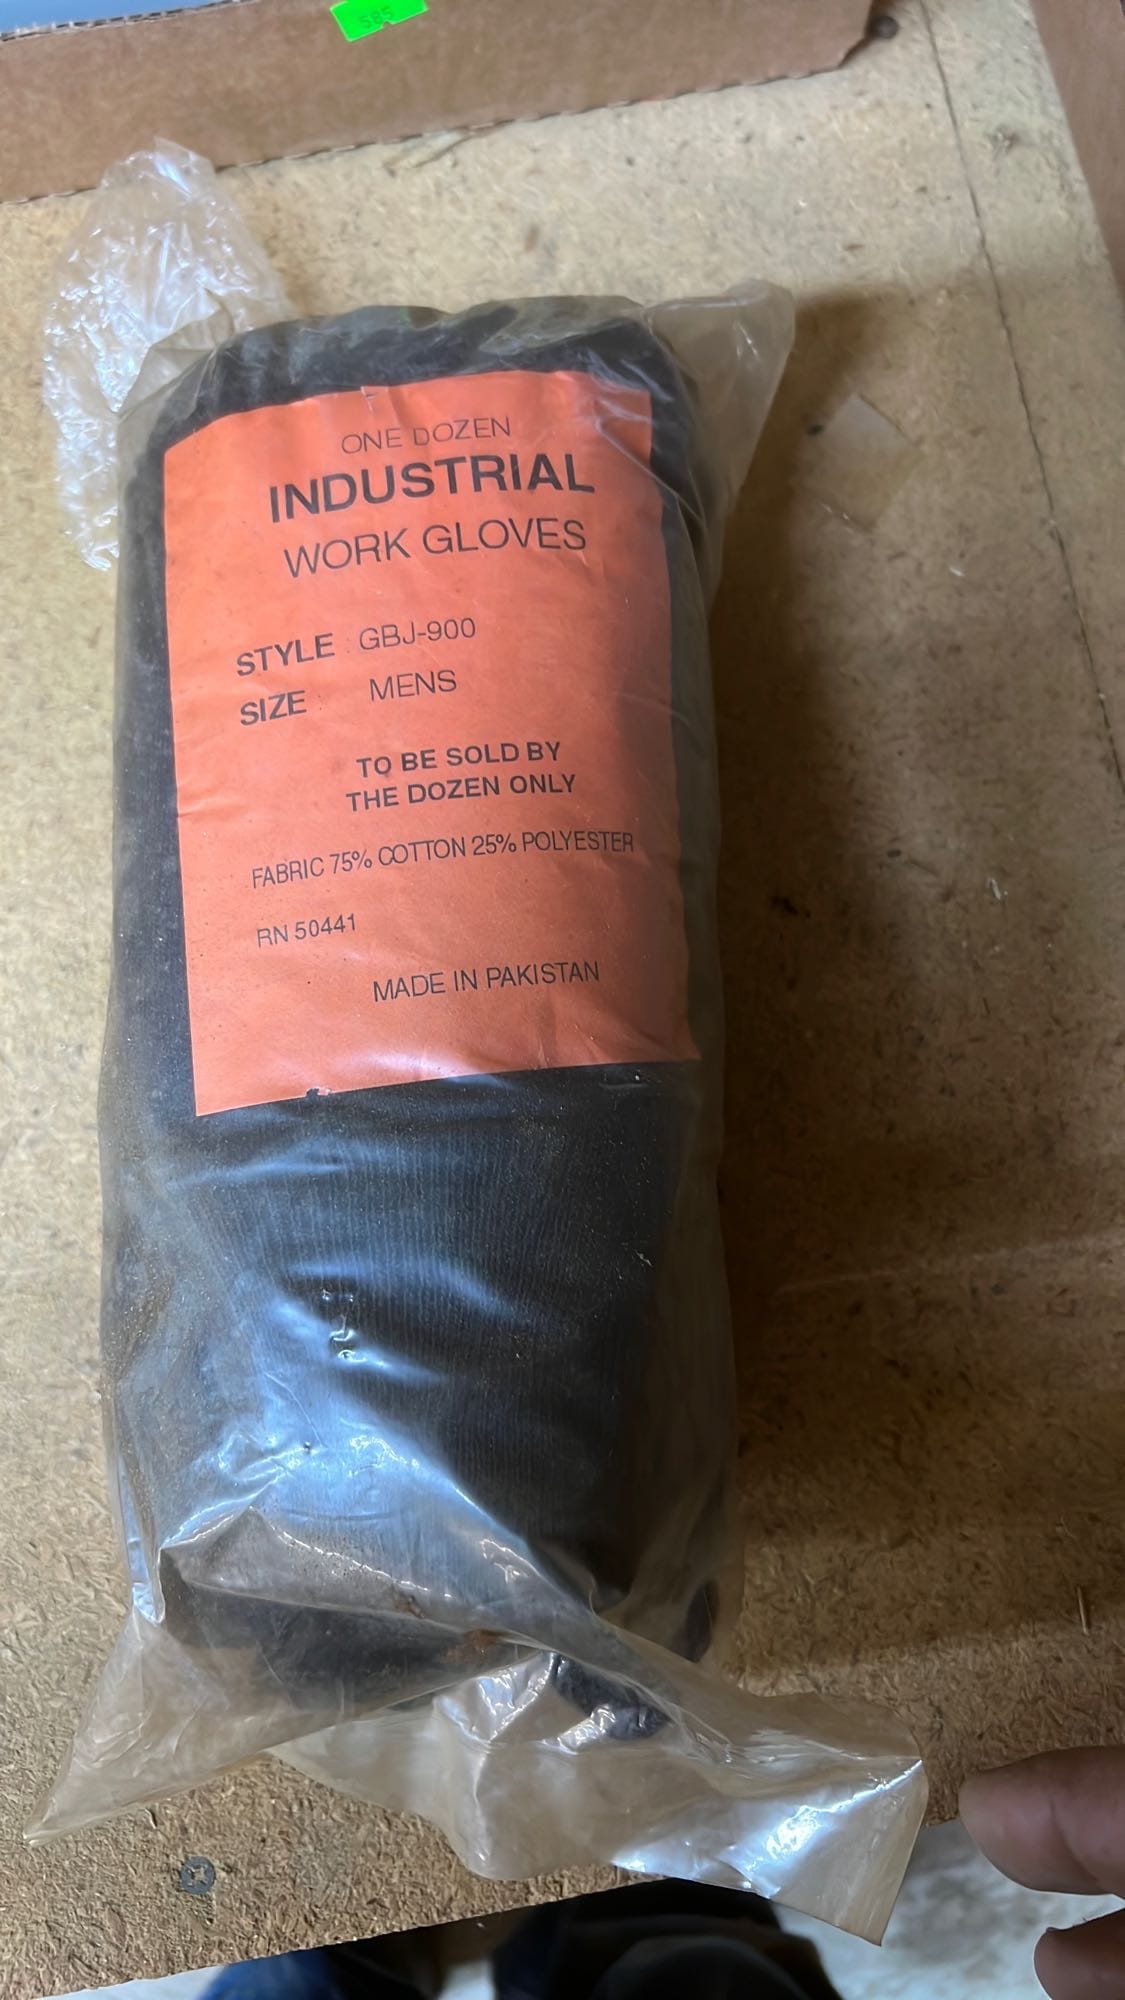 585
ONE DOZEN
INDUSTRIAL
WORK GLOVES
STYLE : GBJ-900
SIZE : MENS
TO BE SOLD BY
THE DOZEN ONLY
FABRIC 75% COTTON 25% POLYESTER
RN 50441
MADE IN PAKISTAN